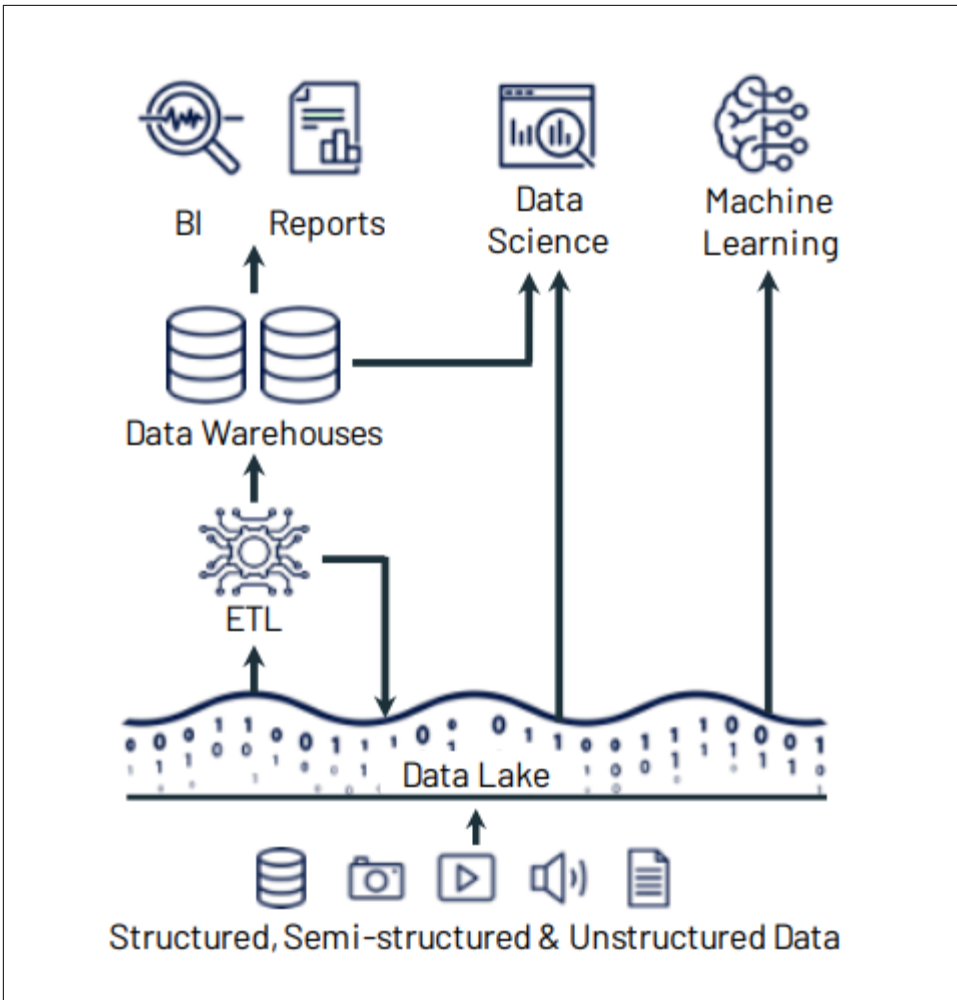 BI
Reports
Data
Science
Machine
Learning
Data Warehouses
ETL
Data Lake
Structured, Semi-structured & Unstructured Data